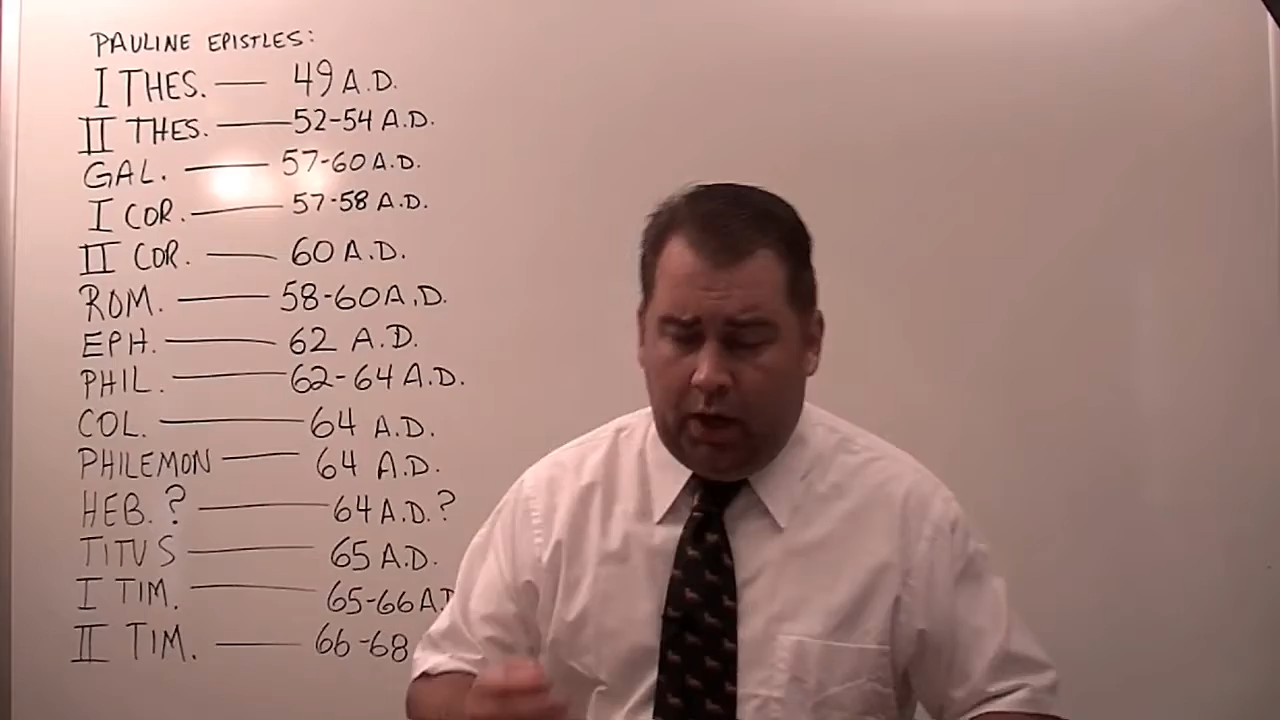 PAULINE EPISTLES:
I THES. — 49 A.D.
II THES. — 52-54 A.D.
GAL. — 57-60 A.D.
I COR. — 57-58 A.D.
II COR. — 60 A.D.
ROM. — 58-60 A.D.
EPH. — 62 A.D.
PHIL. — 62-64 A.D.
COL. — 64 A.D.
PHILEMON — 64 A.D.
HEB. ? — 64 A.D. ?
TITUS — 65 A.D.
I TIM. — 65-66 A.D
II TIM. — 66-68